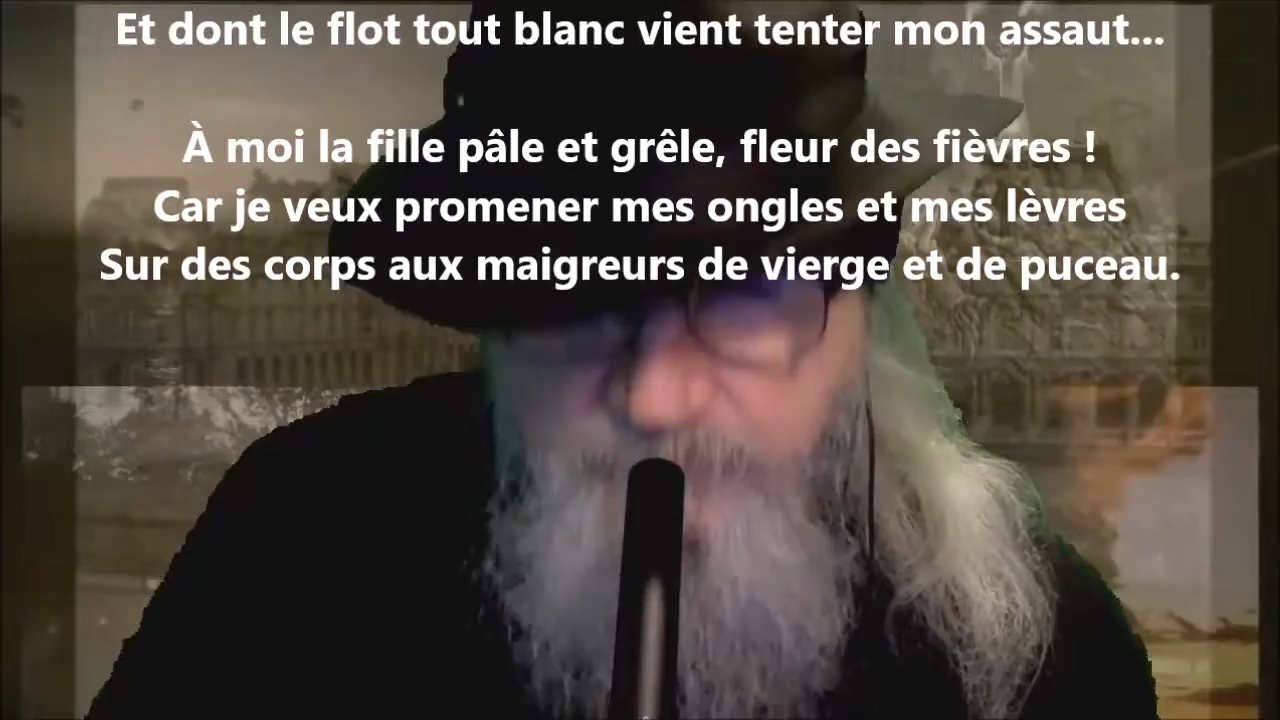 Et dont le flot tout blanc vient tenter mon assaut...
À moi la fille pâle et grêle, fleur des fièvres !
Car je veux promener mes ongles et mes lèvres
Sur des corps aux maigreurs de vierge et de puceau.